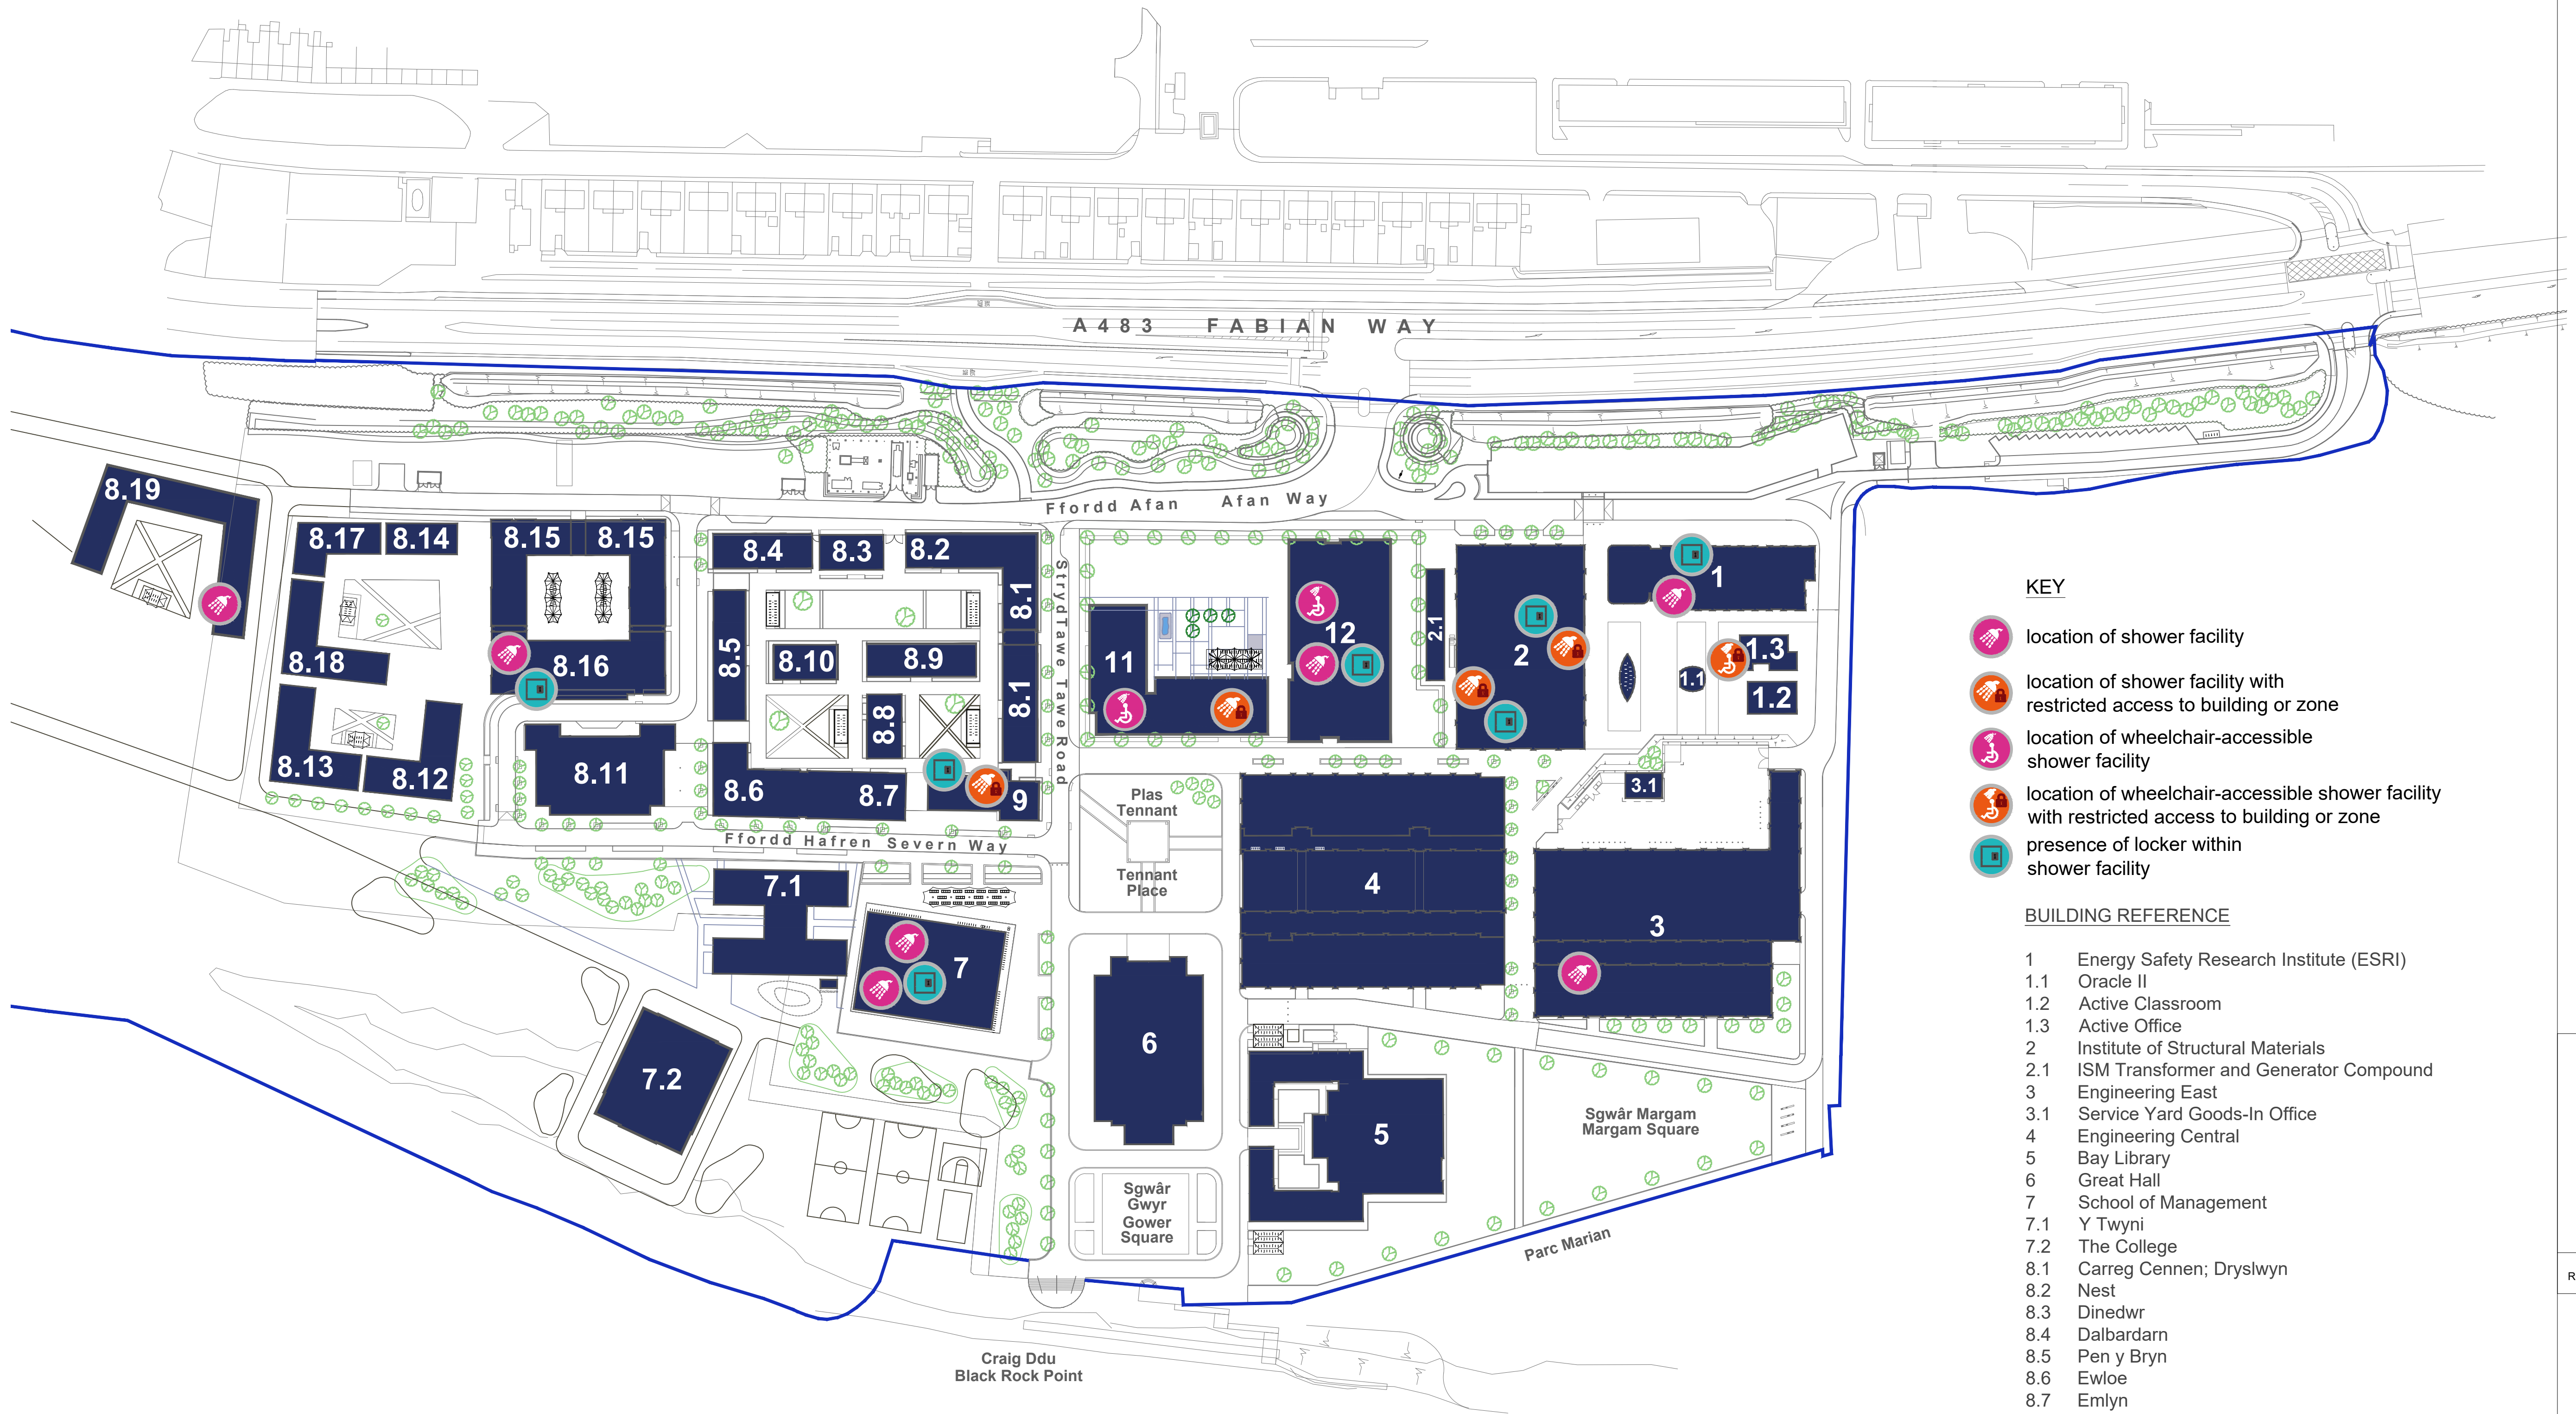 A483 FABIAN WAY
Ffordd Afan Afan Way
8.19
8.17
8.14
8.15
8.15
8.4
8.3
8.2
8.1
Stryd Tawe Tawe Road
12
2.1
2
1
8.18
8.16
8.5
8.10
8.9
8.1
11
1.1
1.3
1.2
8.8
8.13
8.12
8.11
8.6
8.7
9
3.1
Plas
Tennant
Tennant
Place
Ffordd Hafren Severn Way
7.1
7
4
3
7.2
6
5
Sgwâr Margam
Margam Square
Sgwâr
Gwyr
Gower
Square
Parc Marian
Craig Ddu
Black Rock Point
KEY
location of shower facility
location of shower facility with
restricted access to building or zone
location of wheelchair-accessible
shower facility
location of wheelchair-accessible shower facility
with restricted access to building or zone
presence of locker within
shower facility
BUILDING REFERENCE
1 Energy Safety Research Institute (ESRI)
1.1 Oracle II
1.2 Active Classroom
1.3 Active Office
2 Institute of Structural Materials
2.1 ISM Transformer and Generator Compound
3 Engineering East
3.1 Service Yard Goods-In Office
4 Engineering Central
5 Bay Library
6 Great Hall
7 School of Management
7.1 Y Twyni
7.2 The College
8.1 Carreg Cennen; Dryslwyn
8.2 Nest
8.3 Dinedwr
8.4 Dalbardarn
8.5 Pen y Bryn
8.6 Ewloe
8.7 Emlyn
R